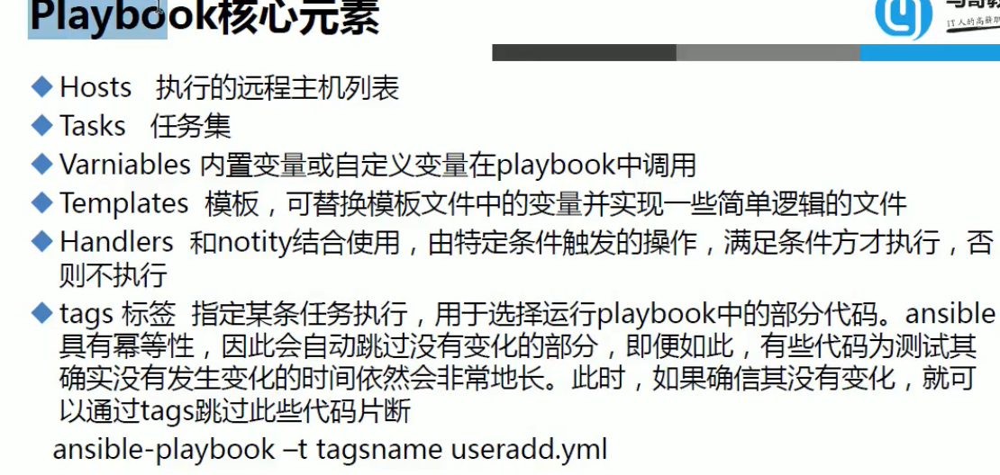 Playbook核心元素
IT人的高薪
Hosts 执行的远程主机列表
Tasks 任务集
Varniables 内置变量或自定义变量在playbook中调用
Templates 模板，可替换模板文件中的变量并实现一些简单逻辑的文件
Handlers 和notity结合使用，由特定条件触发的操作，满足条件方才执行，否
则不执行
tags 标签 指定某条任务执行，用于选择运行playbook中的部分代码。ansible
具有幂等性，因此会自动跳过没有变化的部分，即便如此，有些代码为测试其
确实没有发生变化的时间依然会非常地长。此时，如果确信其没有变化，就可
以通过tags跳过此些代码片断
ansible-playbook –t tagsname useradd.yml